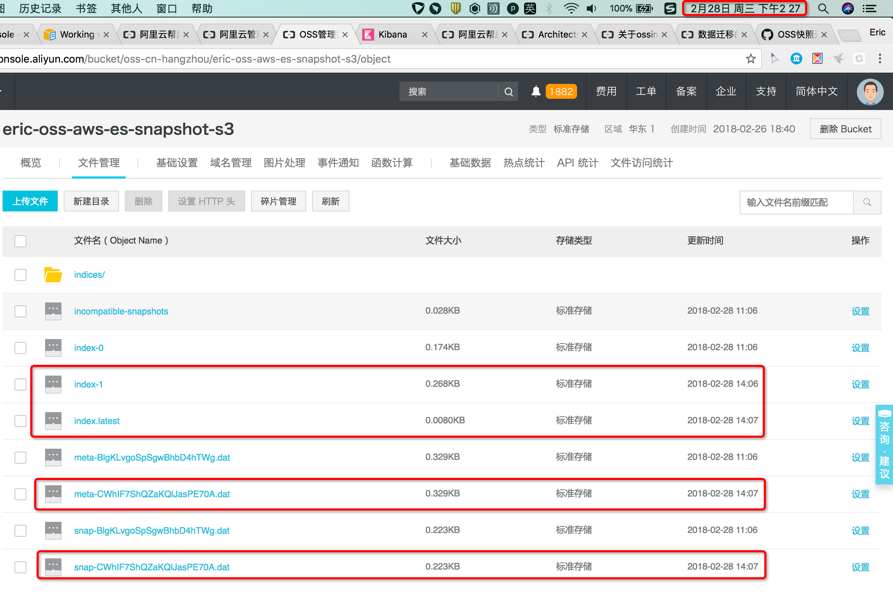 图 历史记录 书签 其他人 窗口 帮助 100% 2月28日 周三 下午2 27
sole Working 阿里云帮 阿里云管 OSS管理 Kibana 阿里云帮 Architect 关于ossin 数据迁移 OSS快照 Eric
onsole.aliyun.com/bucket/oss-cn-hangzhou/eric-oss-aws-es-snapshot-s3/object
搜索 1882 费用 工单 备案 企业 支持 简体中文
eric-oss-aws-es-snapshot-s3 类型 标准存储 区域 华东 1 创建时间 2018-02-26 18:40 删除 Bucket
概览 文件管理 基础设置 域名管理 图片处理 事件通知 函数计算 基础数据 热点统计 API 统计 文件访问统计
上传文件 新建目录 删除 设置 HTTP 头 碎片管理 刷新 输入文件名前缀匹配
文件名（Object Name） 文件大小 存储类型 更新时间 操作
indices/
incompatible-snapshots 0.028KB 标准存储 2018-02-28 11:06 设置
index-0 0.174KB 标准存储 2018-02-28 11:06 设置
index-1 0.268KB 标准存储 2018-02-28 14:06 设置
index.latest 0.0080KB 标准存储 2018-02-28 14:07 设置
meta-BlgKLvgoSpSgwBhbD4hTWg.dat 0.329KB 标准存储 2018-02-28 11:06 设置
meta-CWhIF7ShQZaKQlJasPE70A.dat 0.329KB 标准存储 2018-02-28 14:07 设置
snap-BlgKLvgoSpSgwBhbD4hTWg.dat 0.223KB 标准存储 2018-02-28 11:06 设置
snap-CWhIF7ShQZaKQlJasPE70A.dat 0.223KB 标准存储 2018-02-28 14:07 设置
咨询·建议